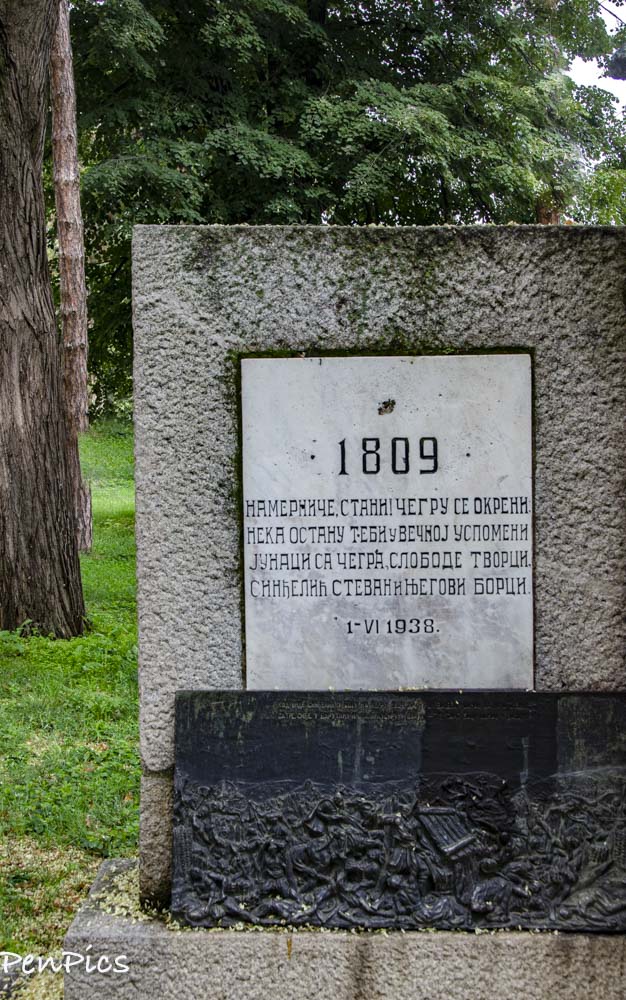 1809
НАМЕРНИЧЕ, СТАНИ! ЧЕГРУ СЕ ОКРЕНИ:
НЕКА ОСТАНУ ТЕБИ У ВЕЧНОЈ УСПОМЕНИ
ЈУНАЦИ СА ЧЕГРА, СЛОБОДЕ ТВОРЦИ,
СИНЂЕЛИЋ СТЕВАН И ЊЕГОВИ БОРЦИ.
1-VI 1938.
PenPics